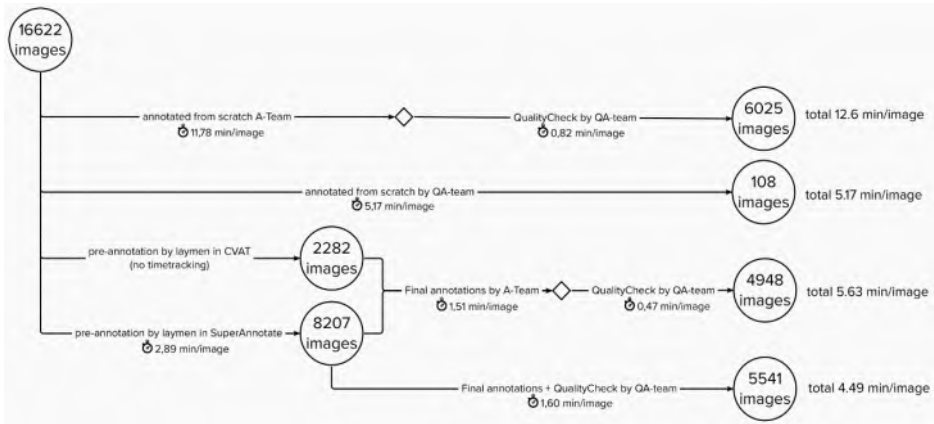 16622
images
annotated from scratch A-Team
11,78 min/image
QualityCheck by QA-team
0,82 min/image
6025
images
total 12.6 min/image
annotated from scratch by QA-team
5,17 min/image
108
images
total 5.17 min/image
pre-annotation by laymen in CVAT
(no timetracking)
2282
images
Final annotations by A-Team
1,51 min/image
QualityCheck by QA-team
0,47 min/image
4948
images
total 5.63 min/image
pre-annotation by laymen in SuperAnnotate
2,89 min/image
8207
images
Final annotations + QualityCheck by QA-team
1,60 min/image
5541
images
total 4.49 min/image